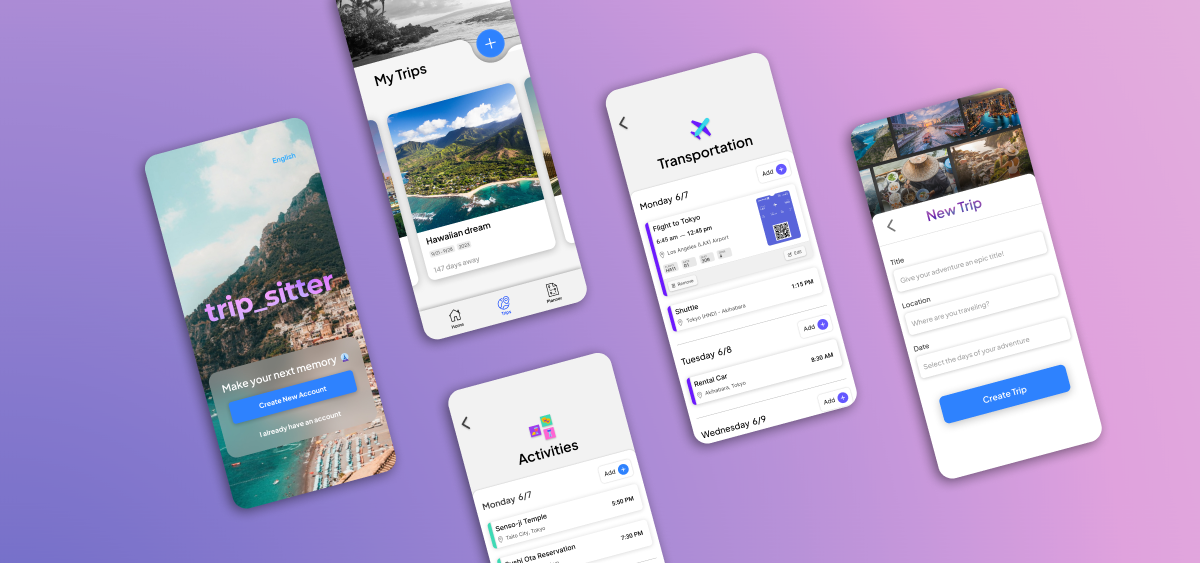 English
trip_sitter
Make your next memory
Create New Account
I already have an account
My Trips
Hawaiian dream
2023
147 days away
Home
Trips
Planner
Activities
Add
Monday 6/7
Senso-ji Temple
Taito City, Tokyo
5:50 PM
Sushi Ota Reservation
7:30 PM
Transportation
Add
Monday 6/7
Flight to Tokyo
6:45 am — 12:45 pm
Los Angeles (LAX) Airport
Remove
Edit
Shuttle
Tokyo (HND) - Akihabara
1:15 PM
Add
Tuesday 6/8
Rental Car
Akihabara, Tokyo
8:30 AM
Add
Wednesday 6/9
New Trip
Title
Give your adventure an epic title!
Location
Where are you traveling?
Date
Select the days of your adventure
Create Trip